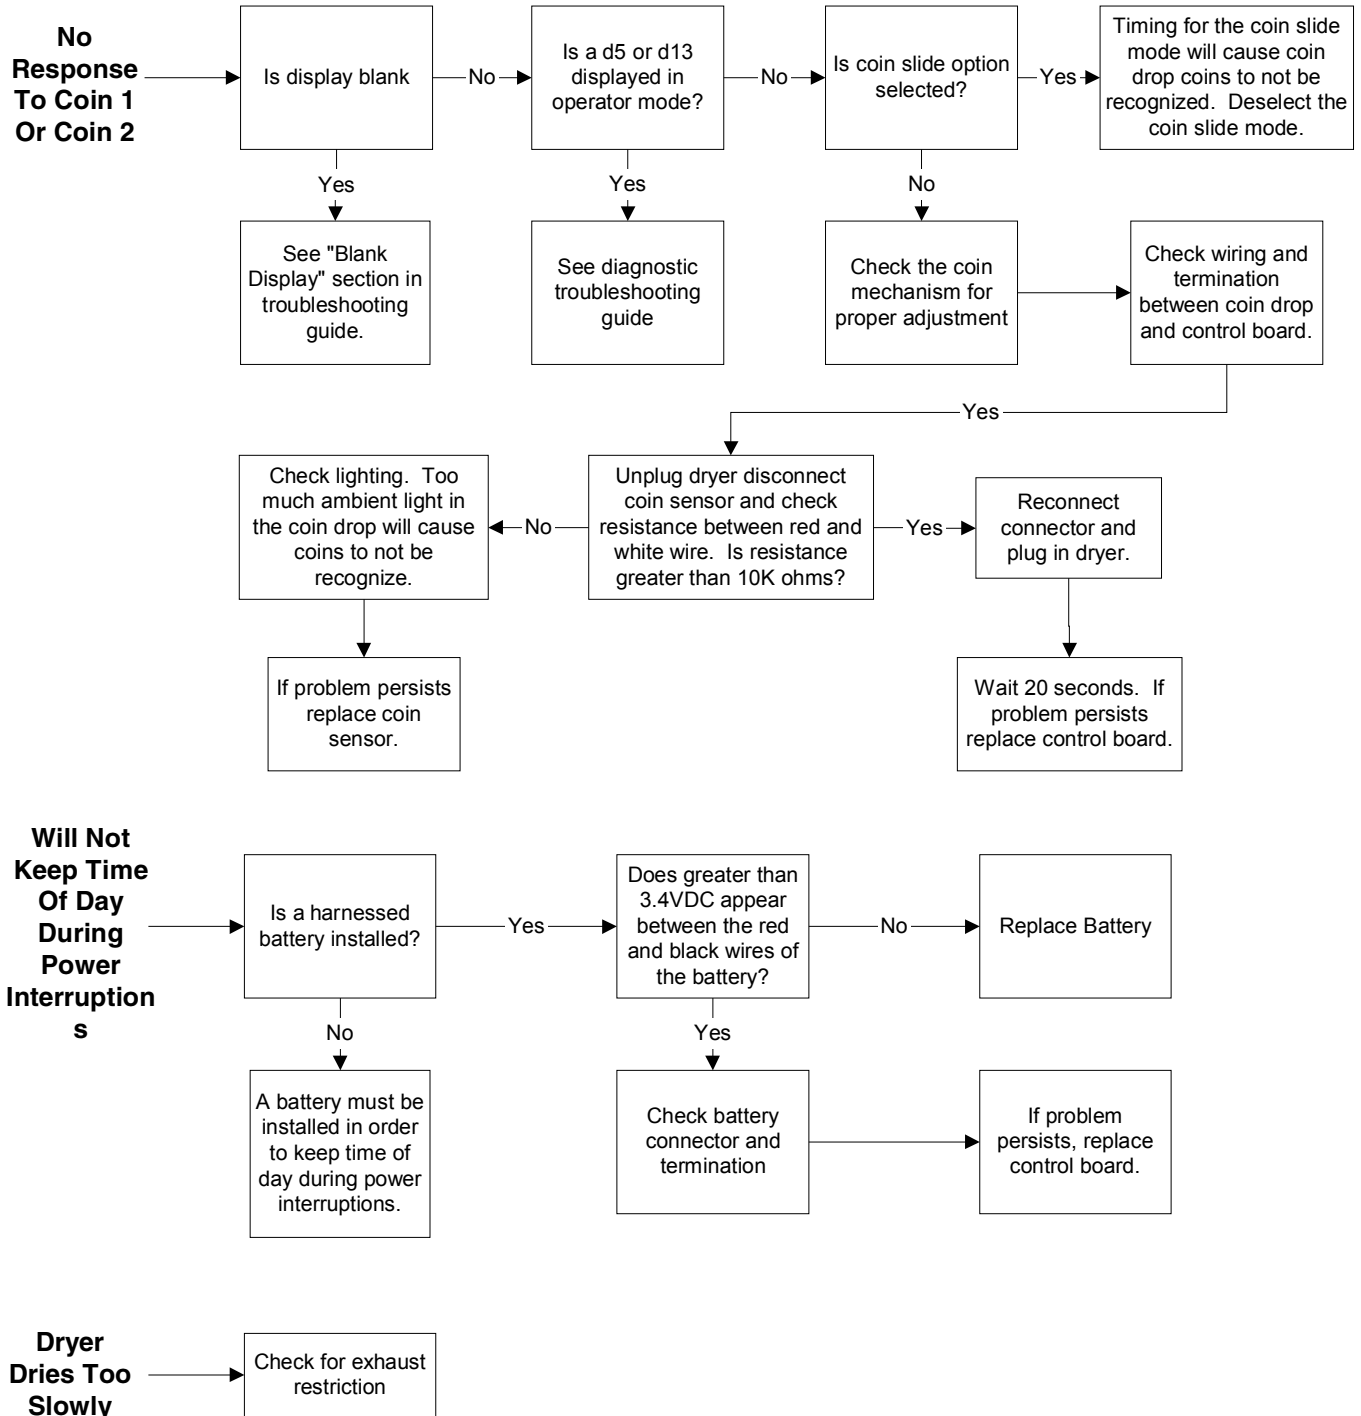 No
Response
To Coin 1
Or Coin 2
Is display blank
No
Is a d5 or d13
displayed in
operator mode?
No
Is coin slide option
selected?
Yes
Timing for the coin slide
mode will cause coin
drop coins to not be
recognized. Deselect the
coin slide mode.
Yes
Yes
No
See "Blank
Display" section in
troubleshooting
guide.
See diagnostic
troubleshooting
guide
Check the coin
mechanism for
proper adjustment
Check wiring and
termination
between coin drop
and control board.
Yes
Check lighting. Too
much ambient light in
the coin drop will cause
coins to not be
recognize.
No
Unplug dryer disconnect
coin sensor and check
resistance between red and
white wire. Is resistance
greater than 10K ohms?
Yes
Reconnect
connector and
plug in dryer.
If problem persists
replace coin
sensor.
Wait 20 seconds. If
problem persists
replace control board.
Will Not
Keep Time
Of Day
During
Power
Interruption
s
Is a harnessed
battery installed?
Yes
Does greater than
3.4VDC appear
between the red
and black wires of
the battery?
No
Replace Battery
No
Yes
A battery must be
installed in order
to keep time of
day during power
interruptions.
Check battery
connector and
termination
If problem
persists, replace
control board.
Dryer
Dries Too
Slowly
Check for exhaust
restriction